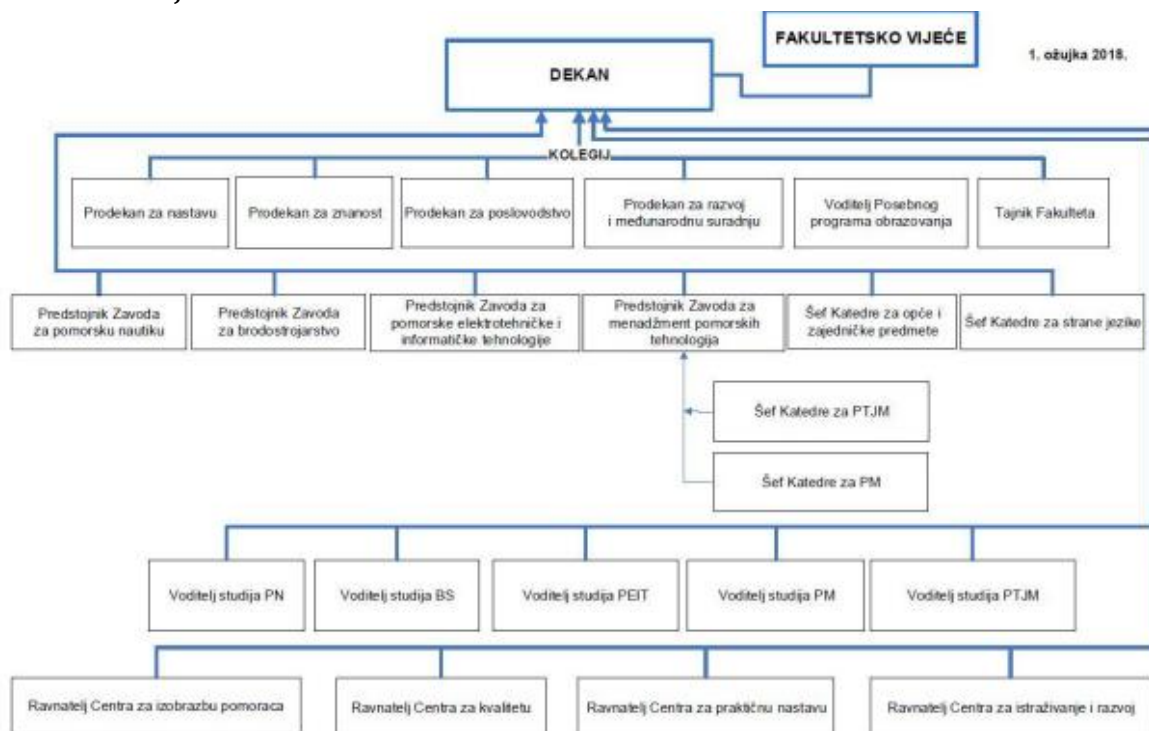 FAKULTETSKO VIJEĆE
DEKAN
1. ožujka 2018.
KOLEGIJ
Prodekan za nastavu
Prodekan za znanost
Prodekan za poslovodstvo
Prodekan za razvoj
i međunarodnu suradnju
Voditelj Posebnog
programa obrazovanja
Tajnik Fakulteta
Predstojnik Zavoda
za pomorsku nautiku
Predstojnik Zavoda
za brodostrojarstvo
Predstojnik Zavoda za
pomorske elektrotehničke i
informatičke tehnologije
Predstojnik Zavoda za
menadžment pomorskih
tehnologija
Šef Katedre za opće i
zajedničke predmete
Šef Katedre za strane jezike
Šef Katedre za PTJM
Šef Katedre za PM
Voditelj studija PN
Voditelj studija BS
Voditelj studija PEIT
Voditelj studija PM
Voditelj studija PTJM
Ravnatelj Centra za izobrazbu pomoraca
Ravnatelj Centra za kvalitetu
Ravnatelj Centra za praktičnu nastavu
Ravnatelj Centra za istraživanje i razvoj